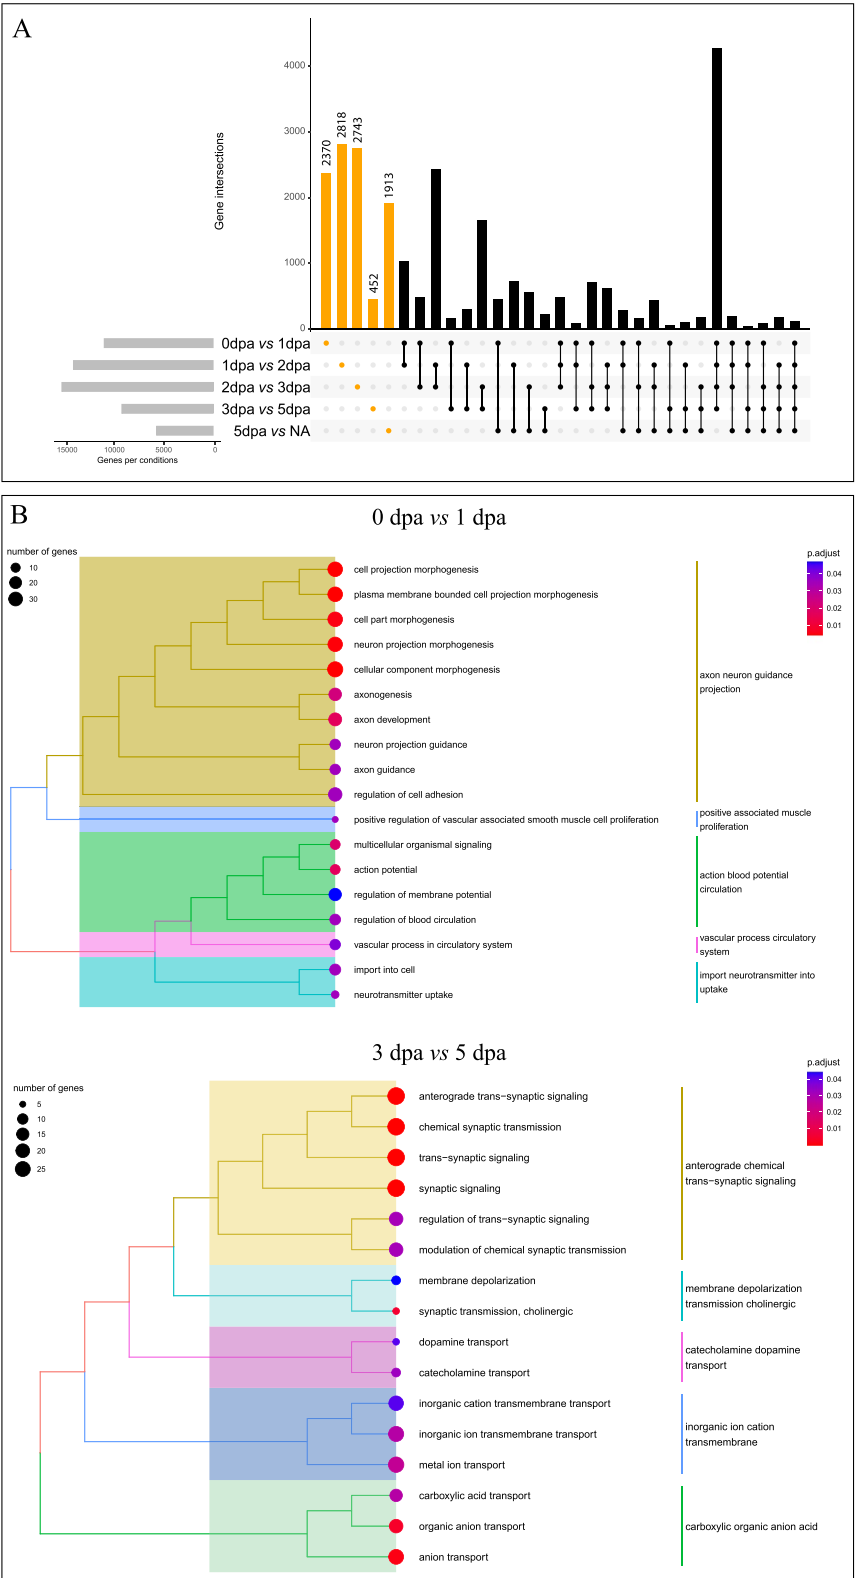 A
Gene intersections
4000
3000
2000
1000
0
2370
2818
2743
452
1913
0dpa vs 1dpa
1dpa vs 2dpa
2dpa vs 3dpa
3dpa vs 5dpa
5dpa vs NA
15000 10000 5000 0
Genes per conditions
B
0 dpa vs 1 dpa
number of genes
10
20
30
p.adjust
0.04
0.03
0.02
0.01
cell projection morphogenesis
plasma membrane bounded cell projection morphogenesis
cell part morphogenesis
neuron projection morphogenesis
cellular component morphogenesis
axonogenesis
axon development
neuron projection guidance
axon guidance
regulation of cell adhesion
positive regulation of vascular associated smooth muscle cell proliferation
multicellular organismal signaling
action potential
regulation of membrane potential
regulation of blood circulation
vascular process in circulatory system
import into cell
neurotransmitter uptake
axon neuron guidance
projection
positive associated muscle
proliferation
action blood potential
circulation
vascular process circulatory
system
import neurotransmitter into
uptake
3 dpa vs 5 dpa
number of genes
5
10
15
20
25
p.adjust
0.04
0.03
0.02
0.01
anterograde trans−synaptic signaling
chemical synaptic transmission
trans−synaptic signaling
synaptic signaling
regulation of trans−synaptic signaling
modulation of chemical synaptic transmission
membrane depolarization
synaptic transmission, cholinergic
dopamine transport
catecholamine transport
inorganic cation transmembrane transport
inorganic ion transmembrane transport
metal ion transport
carboxylic acid transport
organic anion transport
anion transport
anterograde chemical
trans−synaptic signaling
membrane depolarization
transmission cholinergic
catecholamine dopamine
transport
inorganic ion cation
transmembrane
carboxylic organic anion acid